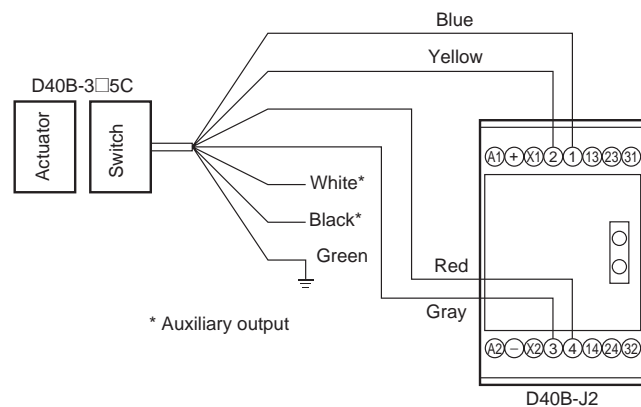 Blue
Yellow
D40B-3□5C
Actuator
Switch
A1 + X1 2 1 13 23 31
White*
Black*
Green
Red
Gray
* Auxiliary output
A2 − X2 3 4 14 24 32
D40B-J2